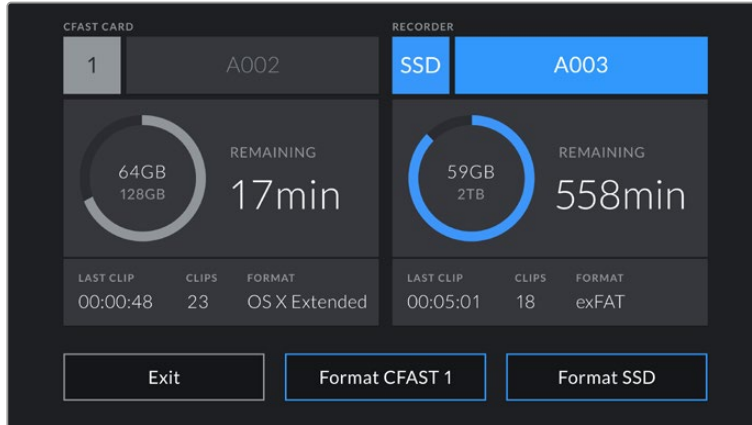 CFAST CARD
1 A002
64GB
128GB
REMAINING
17min
LAST CLIP CLIPS FORMAT
00:00:48 23 OS X Extended
RECORDER
SSD A003
59GB
2TB
REMAINING
558min
LAST CLIP CLIPS FORMAT
00:05:01 18 exFAT
Exit Format CFAST 1 Format SSD